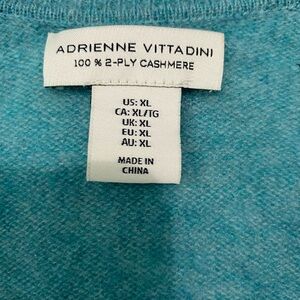 ADRIENNE VITTADINI
100 % 2-PLY CASHMERE
US: XL
CA: XL/TG
UK: XL
EU: XL
AU: XL
MADE IN
CHINA